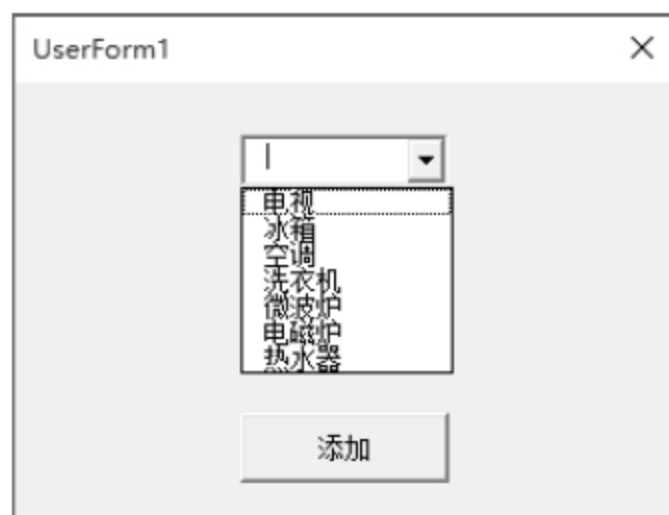 UserForm1
电视
冰箱
空调
洗衣机
微波炉
电磁炉
热水器
添加